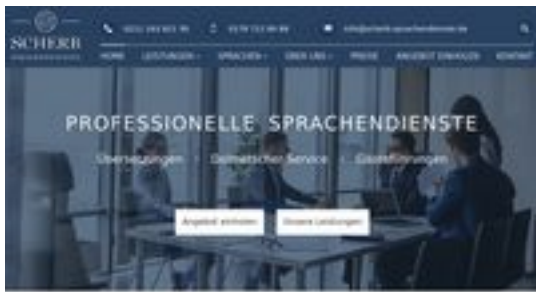 SCHERB
HOME LEISTUNGEN SPRACHEN ÜBER UNS PREISE ANGEBOT EINHOLEN KONTAKT
PROFESSIONELLE SPRACHENDIENSTE
Übersetzungen Dolmetscher Service Gästeführungen
Angebot einholen Unsere Leistungen